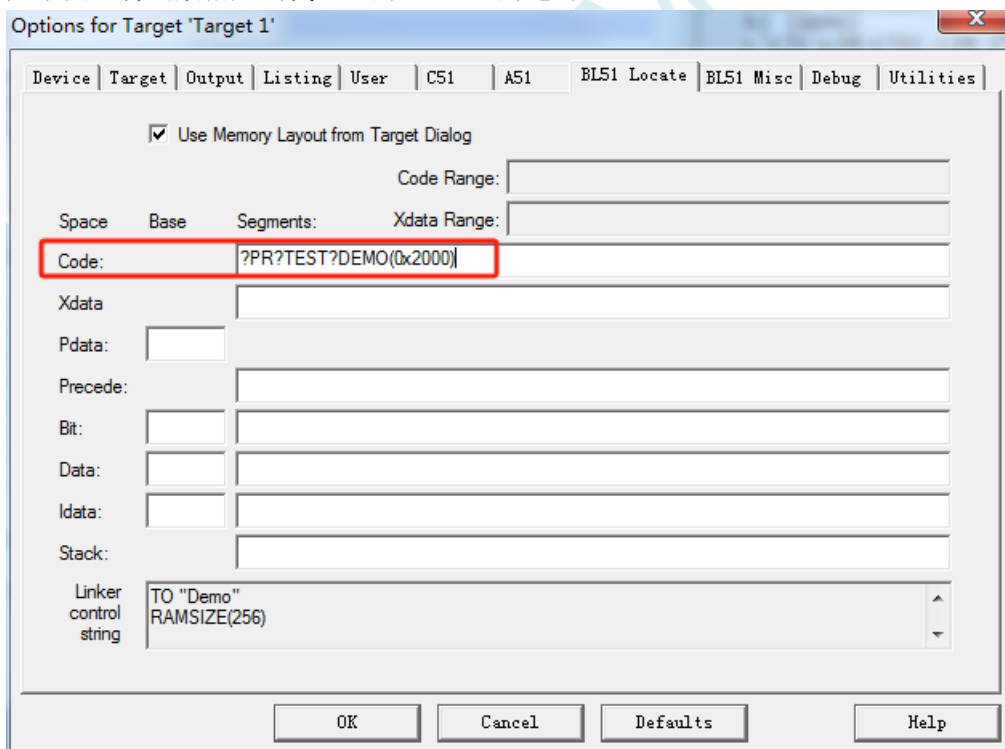 Options for Target 'Target 1'
Device Target Output Listing User C51 A51 BL51 Locate BL51 Misc Debug Utilities
Use Memory Layout from Target Dialog
Code Range:
Space Base Segments: Xdata Range:
Code: ?PR?TEST?DEMO(0x2000)
Xdata
Pdata:
Precede:
Bit:
Data:
Idata:
Stack:
Linker control string
TO "Demo"
RAMSIZE(256)
OK Cancel Defaults Help